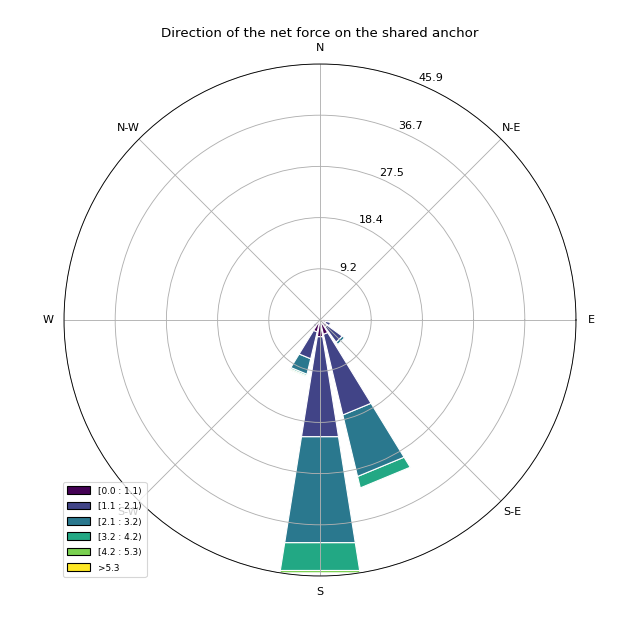 Direction of the net force on the shared anchor
N
45.9
N-W
36.7
N-E
27.5
18.4
9.2
W
E
[0.0 : 1.1)
[1.1 : 2.1)
S-W
S-E
[2.1 : 3.2)
[3.2 : 4.2)
[4.2 : 5.3)
>5.3
S